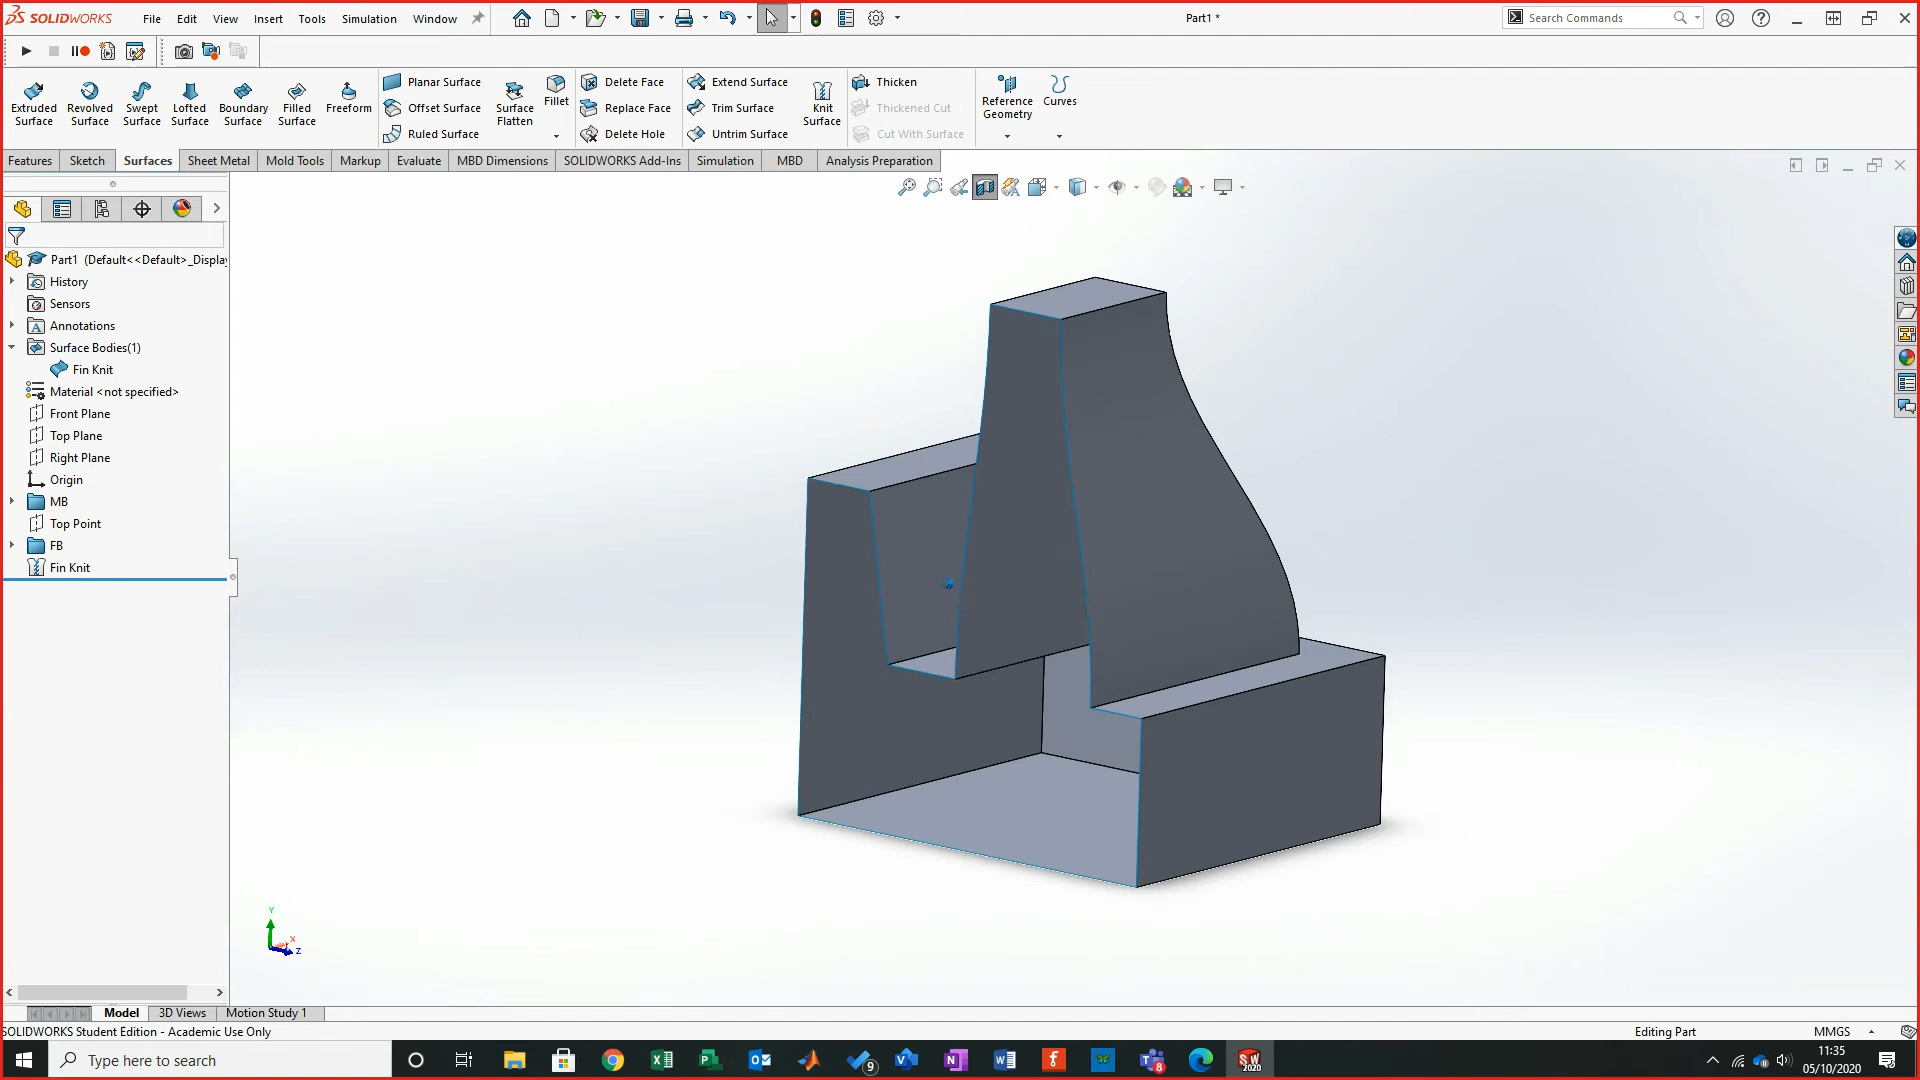 SOLIDWORKS File Edit View Insert Tools Simulation Window Part1 * Search Commands
Extruded Surface
Revolved Surface
Swept Surface
Lofted Surface
Boundary Surface
Filled Surface
Freeform
Planar Surface
Offset Surface
Ruled Surface
Surface Flatten
Fillet
Delete Face
Replace Face
Delete Hole
Extend Surface
Trim Surface
Untrim Surface
Knit Surface
Thicken
Thickened Cut
Cut With Surface
Reference Geometry
Curves
Features Sketch Surfaces Sheet Metal Mold Tools Markup Evaluate MBD Dimensions SOLIDWORKS Add-Ins Simulation MBD Analysis Preparation
Part1 (Default<<Default>_Display
History
Sensors
Annotations
Surface Bodies(1)
Fin Knit
Material <not specified>
Front Plane
Top Plane
Right Plane
Origin
MB
Top Point
FB
Fin Knit
Y
X
Z
Model 3D Views Motion Study 1
SOLIDWORKS Student Edition - Academic Use Only Editing Part MMGS
Type here to search
9
8
SW 2020
11:35
05/10/2020